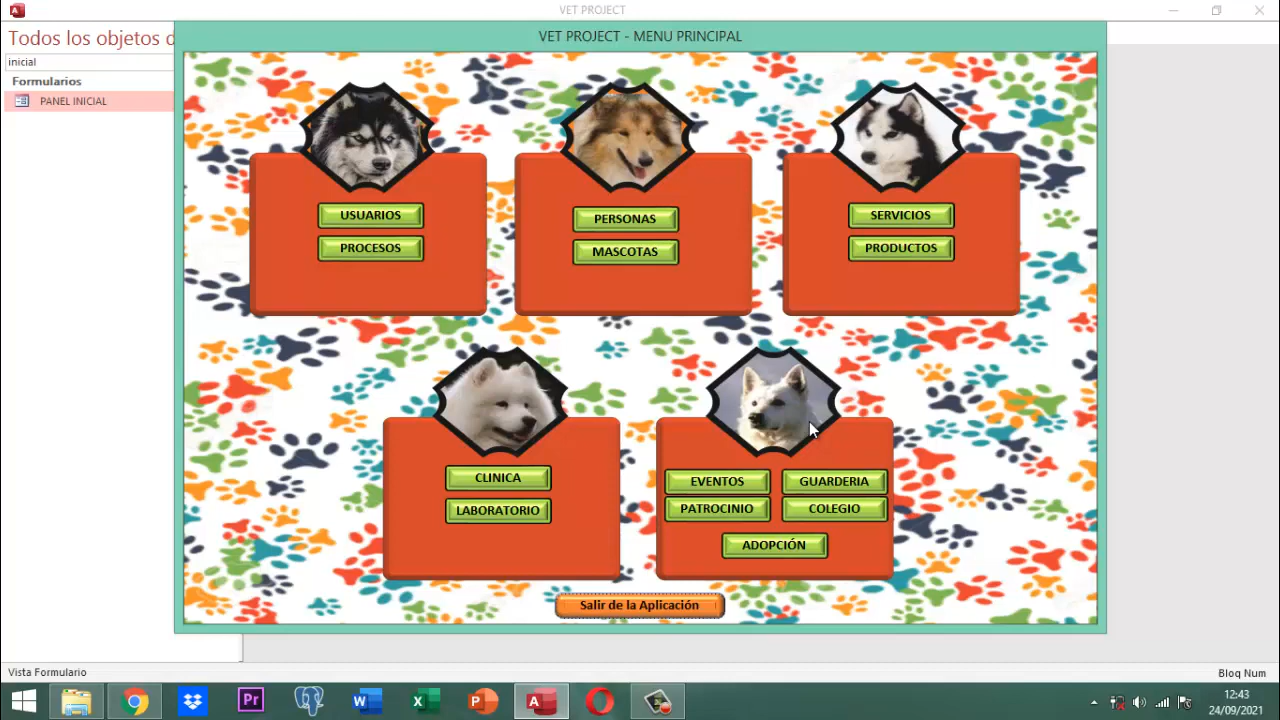 VET PROJECT
Todos los objetos d
inicial
Formularios
PANEL INICIAL
VET PROJECT - MENU PRINCIPAL
USUARIOS
PROCESOS
PERSONAS
MASCOTAS
SERVICIOS
PRODUCTOS
CLINICA
LABORATORIO
EVENTOS
GUARDERIA
PATROCINIO
COLEGIO
ADOPCIÓN
Salir de la Aplicación
Vista Formulario
Bloq Num
12:43
24/09/2021